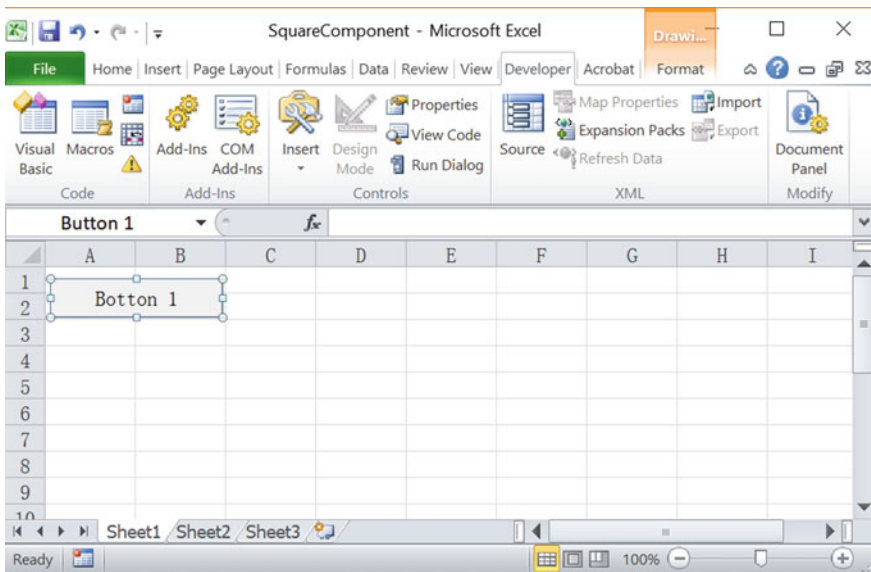 SquareComponent - Microsoft Excel
Drawi...
File Home Insert Page Layout Formulas Data Review View Developer Acrobat Format
Visual Basic
Macros
Code
Add-Ins
COM Add-Ins
Add-Ins
Insert
Design Mode
Properties
View Code
Run Dialog
Controls
Source
Map Properties
Expansion Packs
Refresh Data
Import
Export
XML
Document Panel
Modify
Button 1 fx
A B C D E F G H I
1
Botton 1
2
3
4
5
6
7
8
9
10
Sheet1 Sheet2 Sheet3
Ready 100%